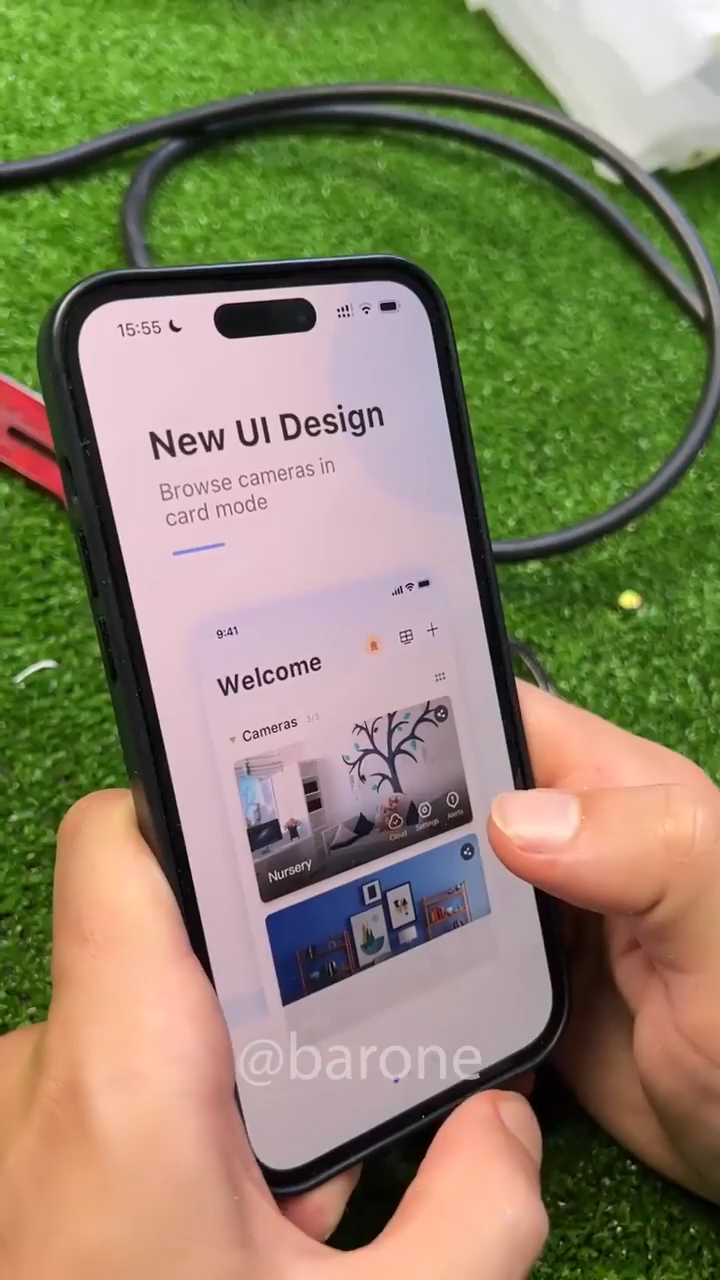 15:55
New UI Design
Browse cameras in
card mode
9:41
Welcome
Cameras 3/3
Cloud Settings Alerts
Nursery
@barone